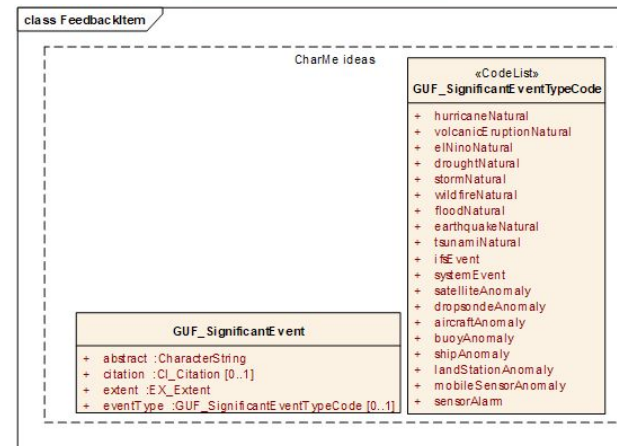 class FeedbackItem
CharMe ideas
«CodeList»
GUF_SignificantEventTypeCode
+ hurricaneNatural
+ volcanicEruptionNatural
+ elNinoNatural
+ droughtNatural
+ stormNatural
+ wildfireNatural
+ floodNatural
+ earthquakeNatural
+ tsunamiNatural
+ ifsEvent
+ systemEvent
+ satelliteAnomaly
+ dropsondeAnomaly
+ aircraftAnomaly
+ buoyAnomaly
+ shipAnomaly
+ landStationAnomaly
+ mobileSensorAnomaly
+ sensorAlarm
GUF_SignificantEvent
+ abstract :CharacterString
+ citation :CI_Citation [0..1]
+ extent :EX_Extent
+ eventType :GUF_SignificantEventTypeCode [0..1]